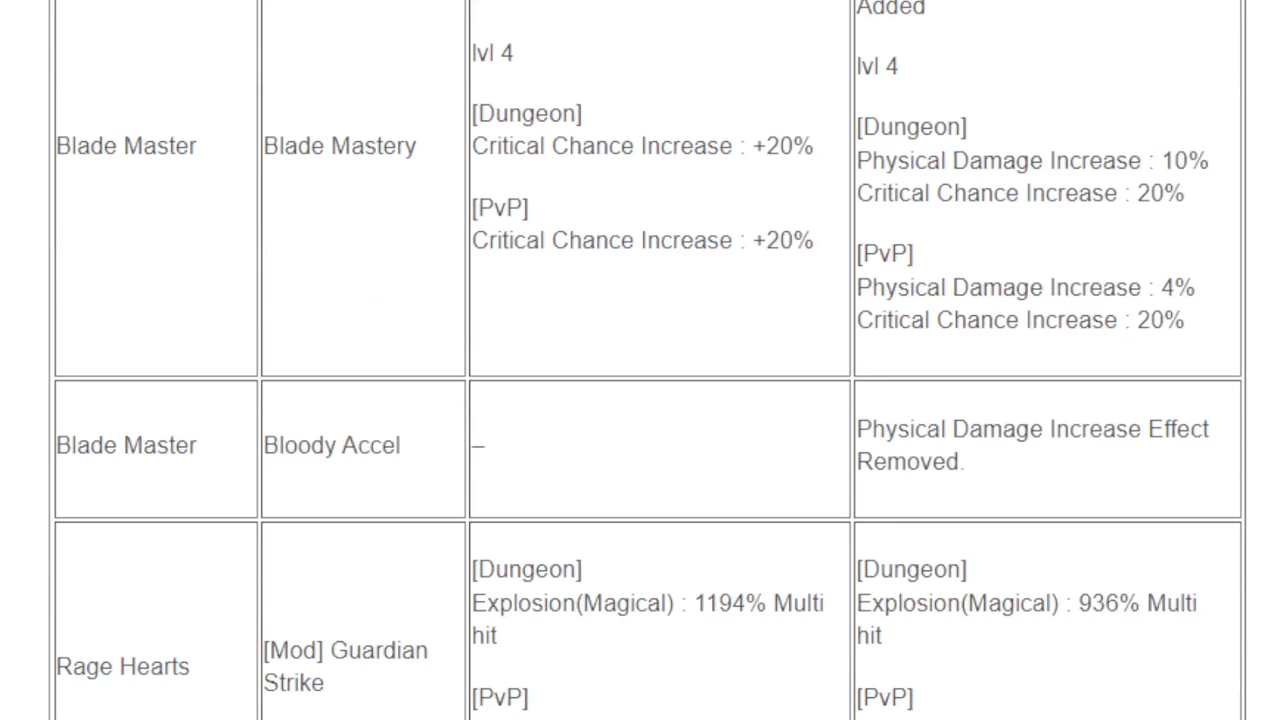 Added
lvl 4
lvl 4
[Dungeon]
[Dungeon]
Blade Master
Blade Mastery
Critical Chance Increase : +20%
Physical Damage Increase : 10%
Critical Chance Increase : 20%
[PvP]
Critical Chance Increase : +20%
[PvP]
Physical Damage Increase : 4%
Critical Chance Increase : 20%
Blade Master
Bloody Accel
–
Physical Damage Increase Effect
Removed.
[Dungeon]
Explosion(Magical) : 1194% Multi
hit
[Dungeon]
Explosion(Magical) : 936% Multi
hit
Rage Hearts
[Mod] Guardian
Strike
[PvP]
[PvP]